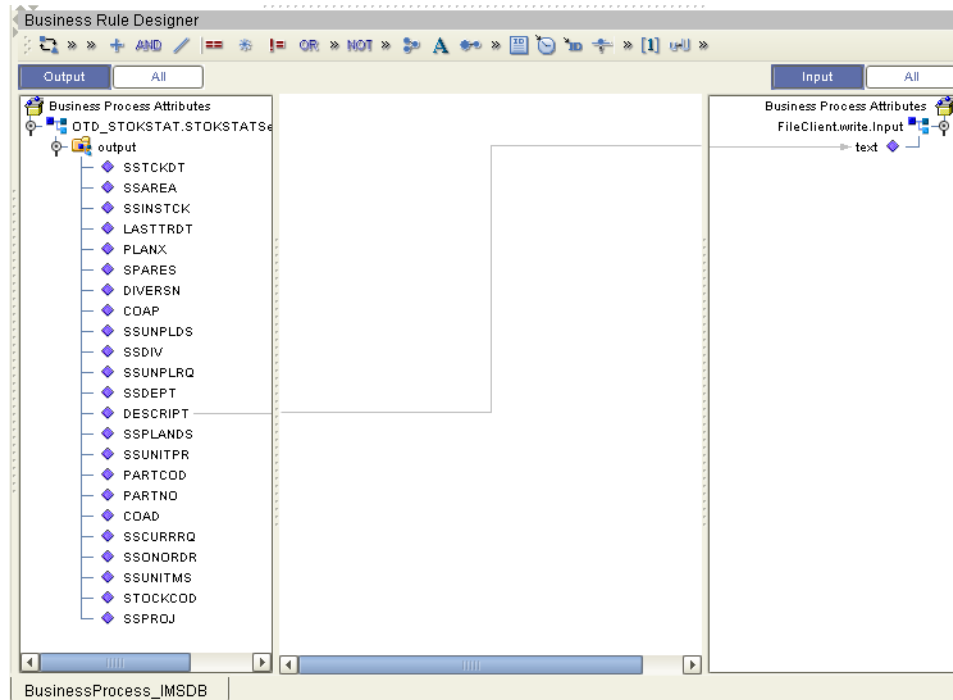 Business Rule Designer
» » AND == != OR » NOT » A » » [1] »
Output All Input All
Business Process Attributes Business Process Attributes
OTD_STOKSTAT.STOKSTATSe FileClient.write.Input
output text
SSTCKDT
SSAREA
SSINSTCK
LASTTRDT
PLANX
SPARES
DIVERSN
COAP
SSUNPLDS
SSDIV
SSUNPLRQ
SSDEPT
DESCRIPT
SSPLANDS
SSUNITPR
PARTCOD
PARTNO
COAD
SSCURRRQ
SSONORDR
SSUNITMS
STOCKCOD
SSPROJ
BusinessProcess_IMSDB